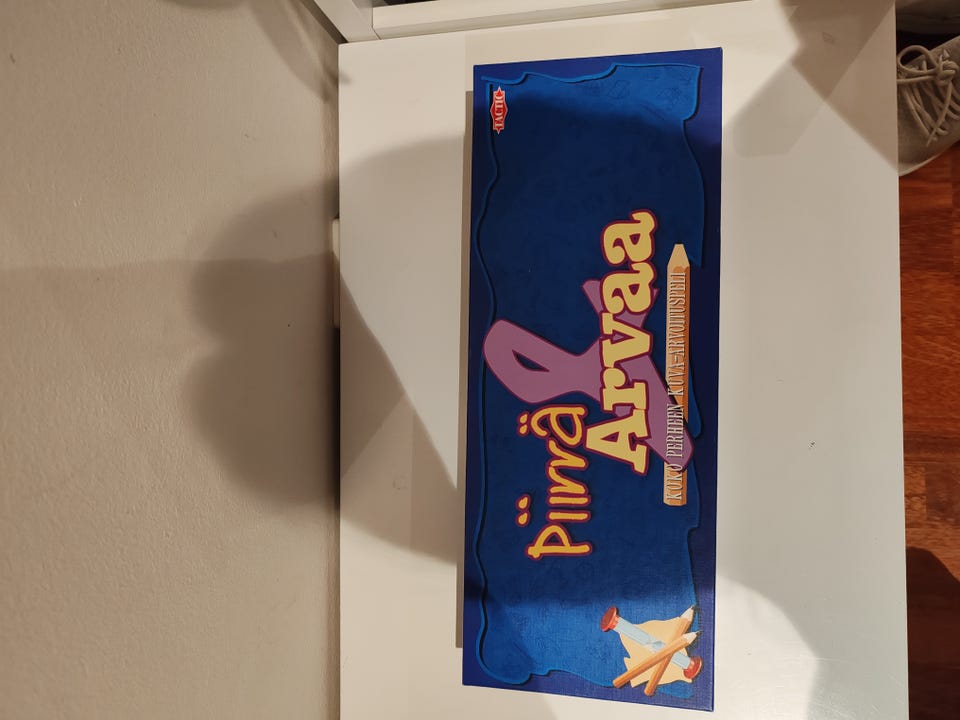 TACTIC
Piirrä
&
Arvaa
KOKO PERHEEN KUVA-ARVOITUSPELI